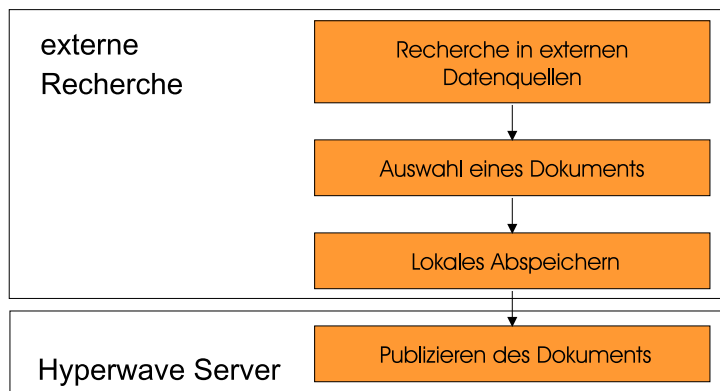 externe
Recherche
Recherche in externen
Datenquellen
Auswahl eines Dokuments
Lokales Abspeichern
Hyperwave Server
Publizieren des Dokuments